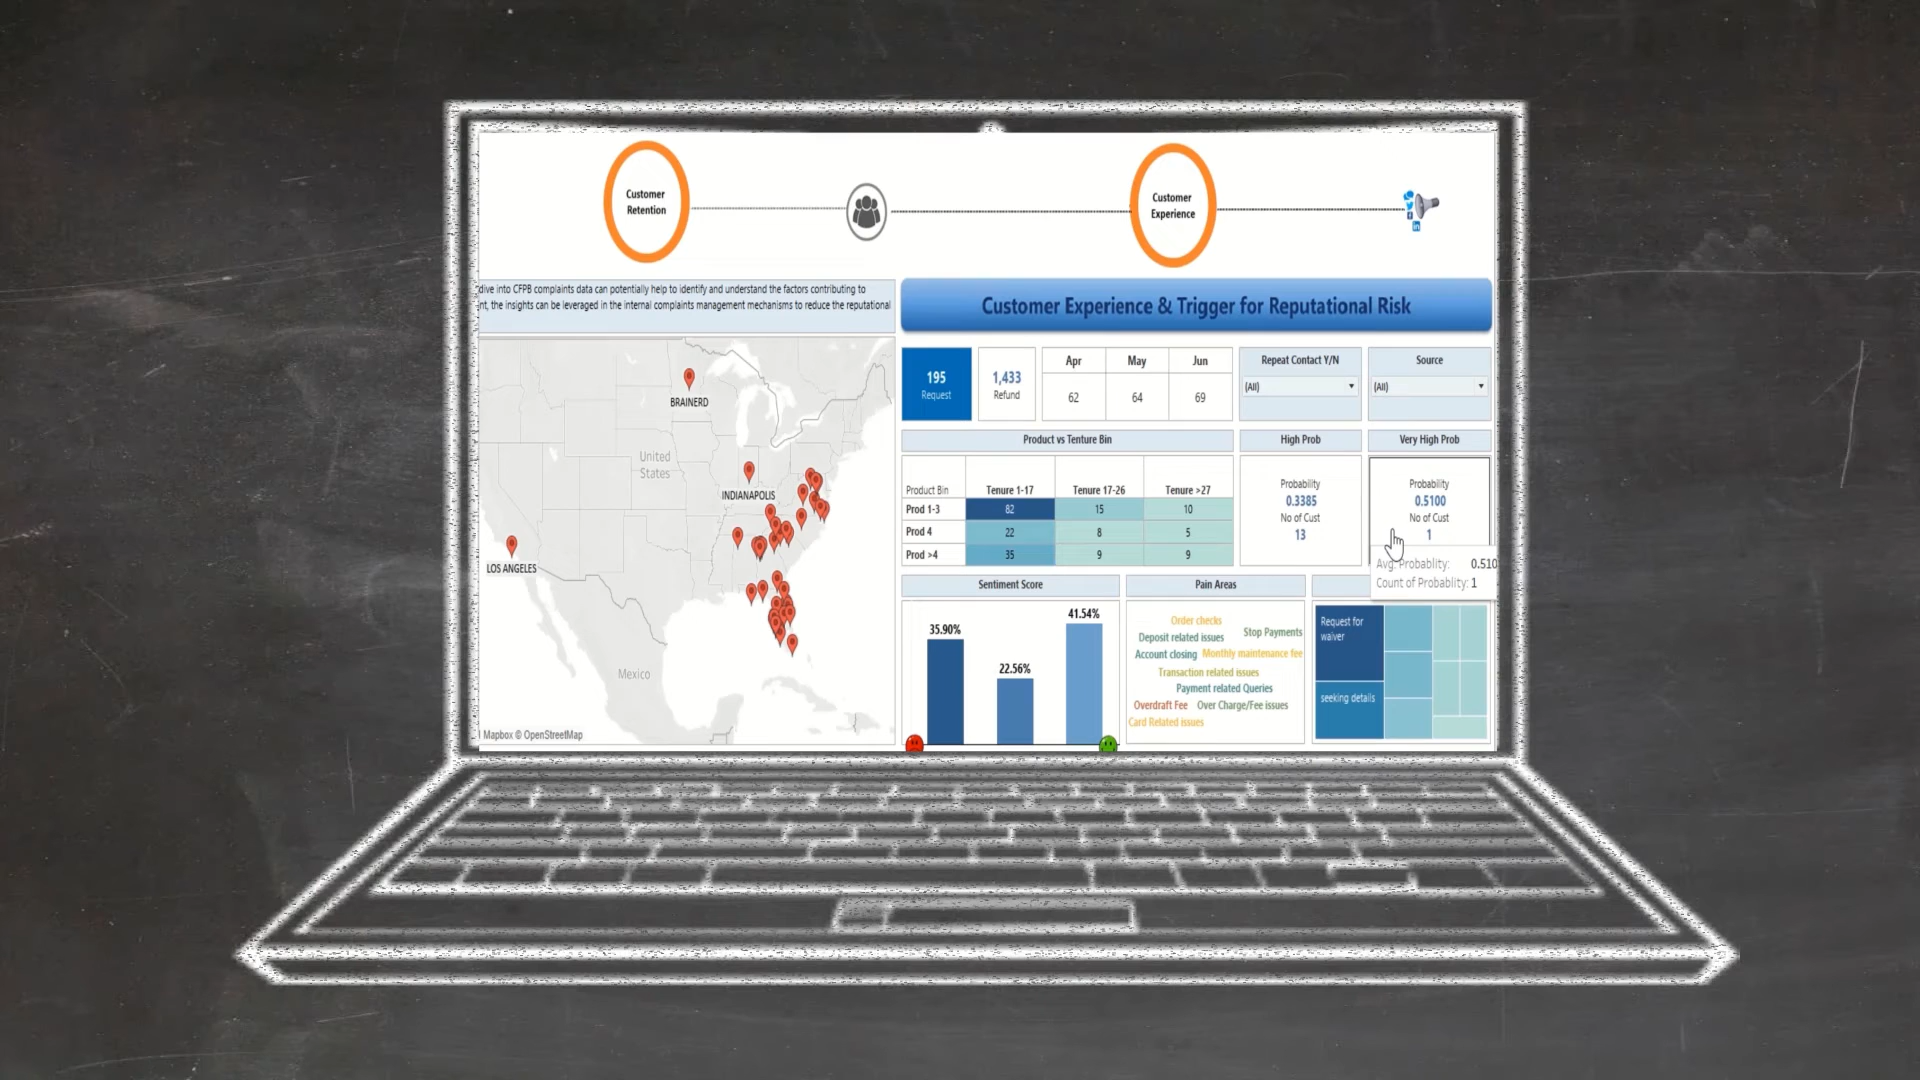 Customer
Retention
Customer
Experience
dive into CFPB complaints data can potentially help to identify and understand the factors contributing to
the insights can be leveraged in the internal complaints management mechanisms to reduce the reputational
Customer Experience & Trigger for Reputational Risk
195
Request
1,433
Refund
Apr May Jun
62 64 69
Repeat Contact Y/N
(All)
Source
(All)
BRAINERD
United
States
INDIANAPOLIS
LOS ANGELES
Mexico
Mapbox © OpenStreetMap
Product vs Tenture Bin
Product Bin Tenure 1-17 Tenure 17-26 Tenure >27
Prod 1-3 82 15 10
Prod 4 22 8 5
Prod >4 35 9 9
High Prob
Probability
0.3385
No of Cust
13
Very High Prob
Probability
0.5100
No of Cust
1
Avg. Probablity: 0.510
Count of Probablity: 1
Sentiment Score
35.90%
22.56%
41.54%
Pain Areas
Order checks
Deposit related issues
Stop Payments
Account closing
Monthly maintenance fee
Transaction related issues
Payment related Queries
Overdraft Fee
Over Charge/Fee issues
Card Related issues
Request for
waiver
seeking details
in